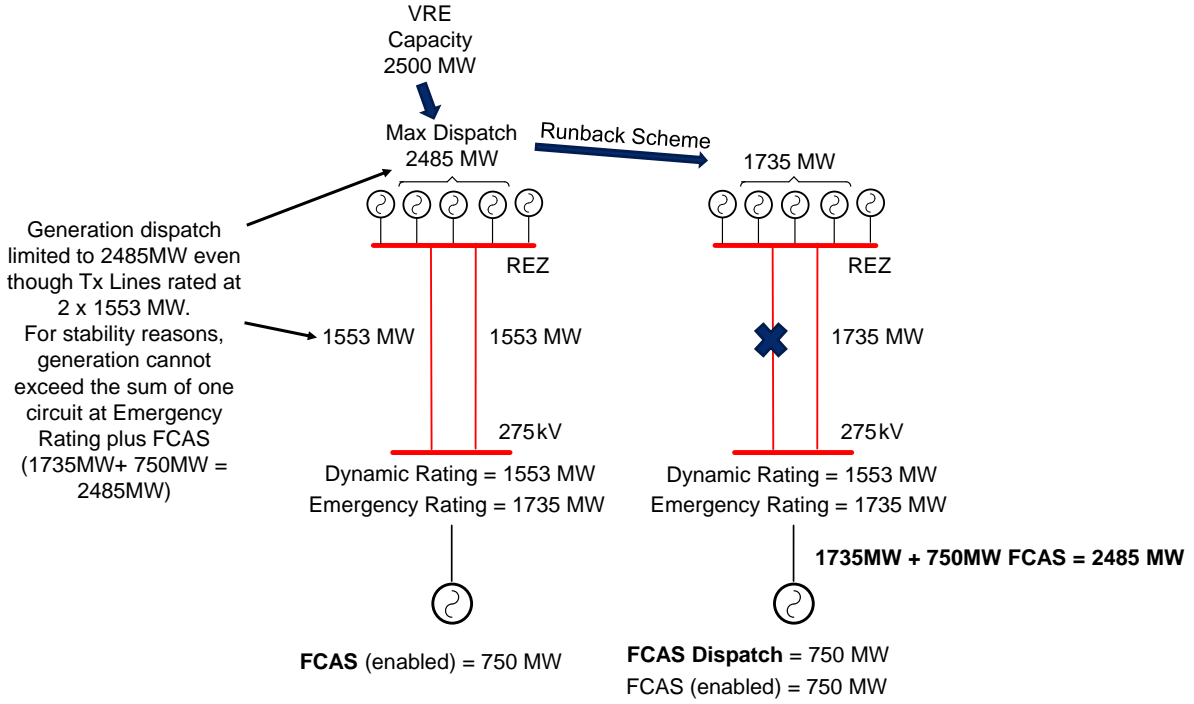 VRE
Capacity
2500 MW
Max Dispatch
2485 MW
Runback Scheme
1735 MW
Generation dispatch
limited to 2485MW even
though Tx Lines rated at
2 x 1553 MW.
For stability reasons,
generation cannot
exceed the sum of one
circuit at Emergency
Rating plus FCAS
(1735MW+ 750MW =
2485MW)
REZ
1553 MW
1553 MW
275kV
Dynamic Rating = 1553 MW
Emergency Rating = 1735 MW
FCAS (enabled) = 750 MW
REZ
1735 MW
275kV
Dynamic Rating = 1553 MW
Emergency Rating = 1735 MW
1735MW + 750MW FCAS = 2485 MW
FCAS Dispatch = 750 MW
FCAS (enabled) = 750 MW